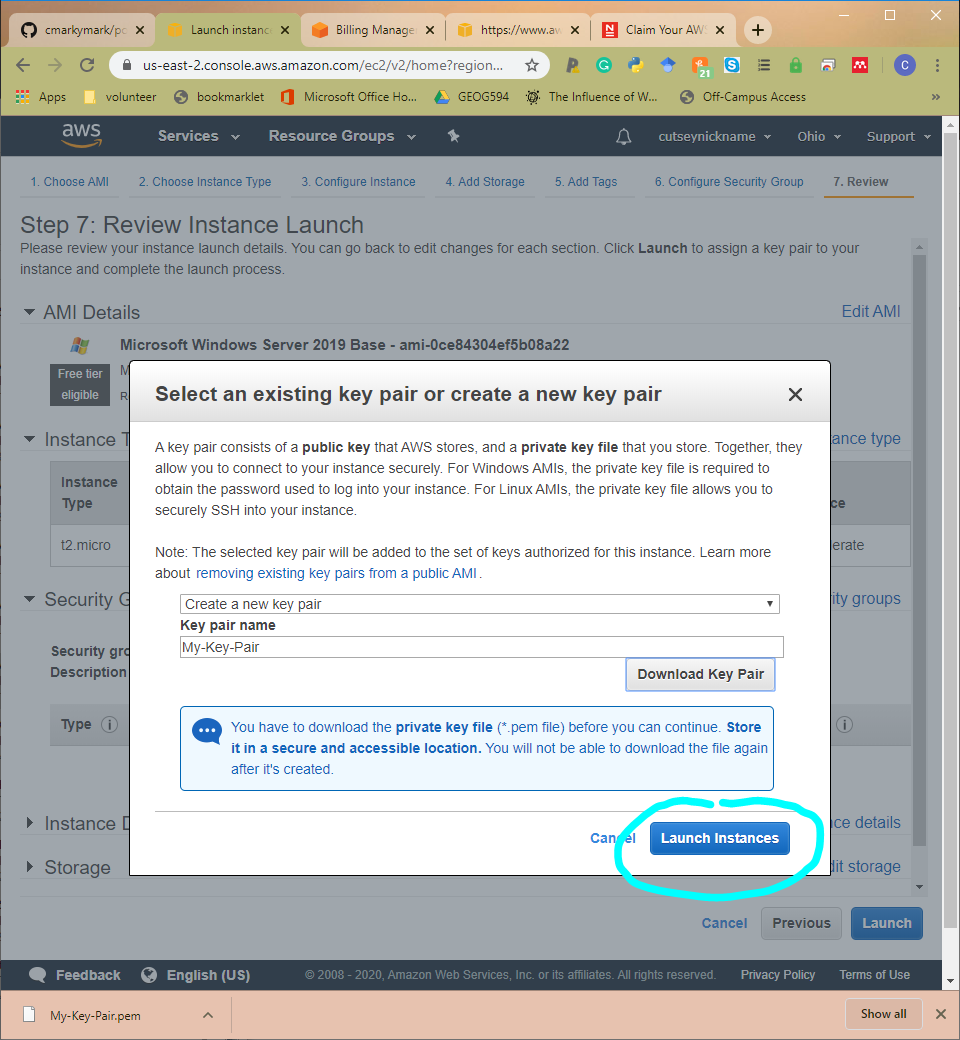 cmarkymark/po
Launch instanc
Billing Manage
https://www.aw
Claim Your AWS
us-east-2.console.aws.amazon.com/ec2/v2/home?region...
21
C
Apps
volunteer
bookmarklet
Microsoft Office Ho...
GEOG594
The Influence of W...
Off-Campus Access
»
aws
Services
Resource Groups
cutseynickname
Ohio
Support
1. Choose AMI
2. Choose Instance Type
3. Configure Instance
4. Add Storage
5. Add Tags
6. Configure Security Group
7. Review
Step 7: Review Instance Launch
Please review your instance launch details. You can go back to edit changes for each section. Click Launch to assign a key pair to your
instance and complete the launch process.
AMI Details
Edit AMI
Microsoft Windows Server 2019 Base - ami-0ce84304ef5b08a22
Free tier
eligible
M
R
Select an existing key pair or create a new key pair
A key pair consists of a public key that AWS stores, and a private key file that you store. Together, they
allow you to connect to your instance securely. For Windows AMIs, the private key file is required to
obtain the password used to log into your instance. For Linux AMIs, the private key file allows you to
securely SSH into your instance.
Note: The selected key pair will be added to the set of keys authorized for this instance. Learn more
about removing existing key pairs from a public AMI.
Create a new key pair
Key pair name
My-Key-Pair
Download Key Pair
You have to download the private key file (*.pem file) before you can continue. Store
it in a secure and accessible location. You will not be able to download the file again
after it's created.
Cancel
Launch Instances
Instance T
ance type
Instance
Type
ce
t2.micro
erate
Security G
ity groups
Security gro
Description
Type
Instance D
ce details
Storage
dit storage
Cancel
Previous
Launch
Feedback
English (US)
© 2008 - 2020, Amazon Web Services, Inc. or its affiliates. All rights reserved.
Privacy Policy
Terms of Use
My-Key-Pair.pem
Show all